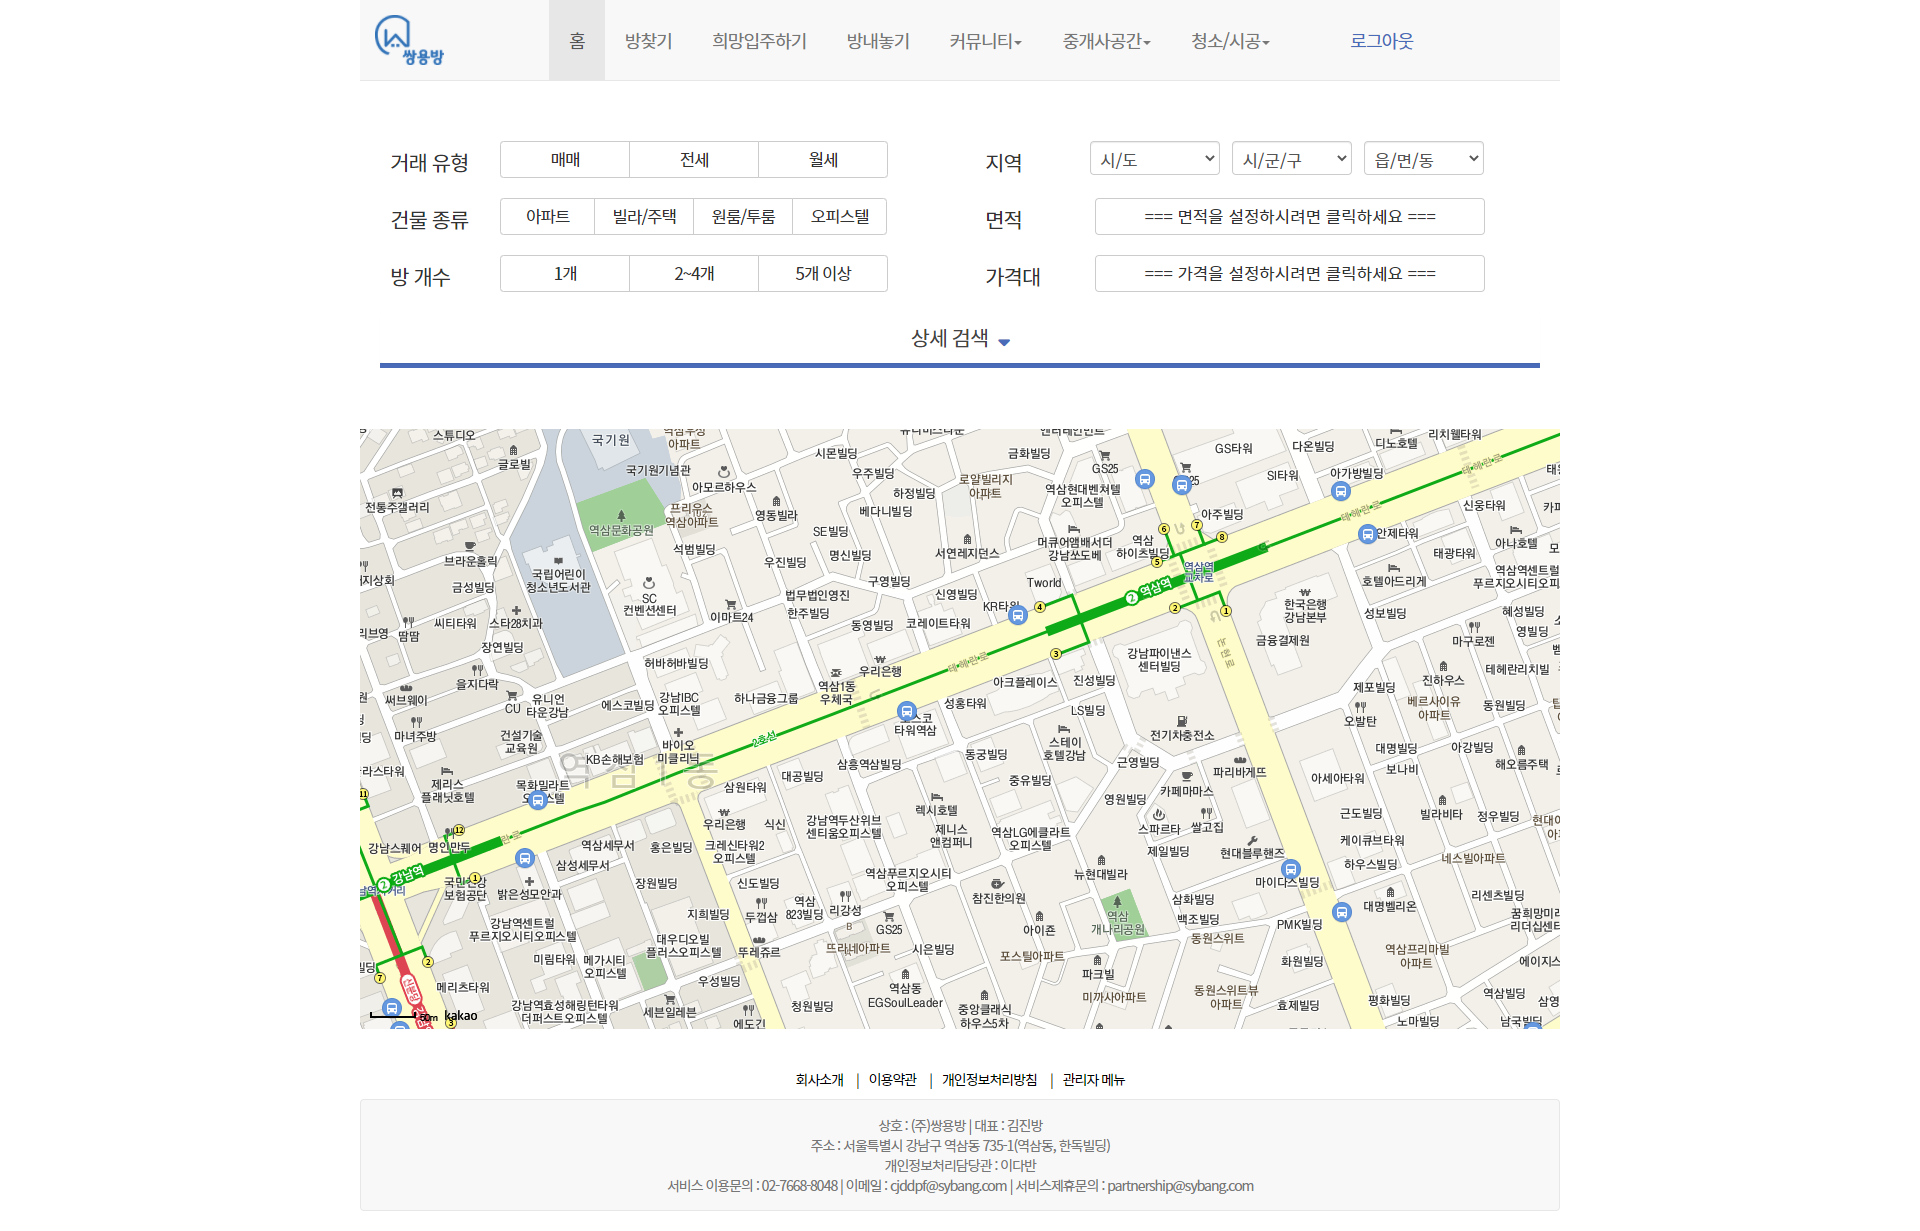 쌍용방
홈 방찾기 희망입주하기 방내놓기 커뮤니티 중개사공간 청소/시공 로그아웃
거래 유형 매매 전세 월세 지역 시/도 시/군/구 읍/면/동
건물 종류 아파트 빌라/주택 원룸/투룸 오피스텔 면적 === 면적을 설정하시려면 클릭하세요 ===
방 개수 1개 2~4개 5개 이상 가격대 === 가격을 설정하시려면 클릭하세요 ===
상세 검색
스튜디오
국기원
아파트
금화빌딩
GS타워
다온빌딩
디노호텔
리치웰타워
글로빌
국기원기념관
시몬빌딩
우주빌딩
GS25
SI타워
아가방빌딩
테헤란로
전통주갤러리
아모르하우스
하정빌딩
로얄빌리지
아파트
역삼현대벤쳐텔
오피스텔
신웅타워
역삼문화공원
프리우스
역삼아파트
영동빌라
베다니빌딩
아주빌딩
테헤란로
SE빌딩
안제타워
아나호텔
브라운홀릭
석범빌딩
명신빌딩
서연레지던스
머큐어앰배서더
강남쏘도베
역삼
하이츠빌딩
태광타워
금성빌딩
국립어린이
청소년도서관
우진빌딩
구영빌딩
Tworld
역삼역
교차로
호텔아드리게
역삼역센트럴
푸르지오시티오피
SC
컨벤션센터
법무법인영진
한주빌딩
신영빌딩
역삼역
한국은행
강남본부
성보빌딩
혜성빌딩
씨티타워
스타28치과
이마트24
동영빌딩
코레이트타워
KR타워
영빌딩
땀땀
장연빌딩
금융결제원
마구로젠
허바허바빌딩
우리은행
테헤란로
강남파이낸스
센터빌딩
논현로
테헤란리치빌
을지다락
역삼1동
우체국
아크플레이스
진성빌딩
제포빌딩
진하우스
써브웨이
CU
유니언
타운강남
에스코빌딩
강남IBC
오피스텔
하나금융그룹
성홍타워
LS빌딩
베르사이유
아파트
동원빌딩
오발탄
마녀주방
건설기술
교육원
바이오
미클리닉
2호선
포스코
타워역삼
스테이
호텔강남
전기차충전소
대명빌딩
아강빌딩
역삼1동
KB손해보험
삼흥역삼빌딩
동궁빌딩
근영빌딩
파리바게뜨
보나비
해오름주택
제리스
플래닛호텔
목화밀라트
오피스텔
대공빌딩
삼원타워
중유빌딩
카페마마스
아세아타워
영원빌딩
렉시호텔
근도빌딩
빌라비타
정우빌딩
우리은행
식신
강남역두산위브
센티움오피스텔
제니스
앤컴퍼니
역삼LG에클라트
오피스텔
스파르타
쌀고집
케이큐브타워
강남스퀘어
명인만두
역삼세무서
홍은빌딩
크레신타워2
오피스텔
제일빌딩
현대블루핸즈
하우스빌딩
네스빌아파트
삼성세무서
강남역
뉴현대빌라
국민건강
보험공단
밝은성모안과
장원빌딩
신도빌딩
역삼푸르지오시티
오피스텔
참진한의원
마이다스빌딩
리센츠빌딩
삼화빌딩
대명벨리온
지희빌딩
두껍삼
역삼
823빌딩
리강성
GS25
아이죤
역삼
개나리공원
백조빌딩
PMK빌딩
강남역센트럴
푸르지오시티오피스텔
대우디오빌
플러스오피스텔
뚜레쥬르
뜨라네아파트
시은빌딩
포스틸아파트
동원스위트
역삼프리마빌
아파트
미림타워
메가시티
오피스텔
화원빌딩
파크빌
메리츠타워
우성빌딩
역삼동
EGSoulLeader
미까사아파트
동원스위트뷰
아파트
역삼빌딩
강남역효성해링턴타워
더퍼스트오피스텔
세븐일레븐
청원빌딩
중앙클래식
하우스5차
효제빌딩
평화빌딩
에도긴
노마빌딩
남국빌딩
kakao
회사소개 | 이용약관 | 개인정보처리방침 | 관리자 메뉴
상호 : (주)쌍용방 | 대표 : 김진방
주소 : 서울특별시 강남구 역삼동 735-1(역삼동, 한독빌딩)
개인정보처리담당관 : 이다반
서비스 이용문의 : 02-7668-8048 | 이메일 : cjddpf@sybang.com | 서비스제휴문의 : partnership@sybang.com